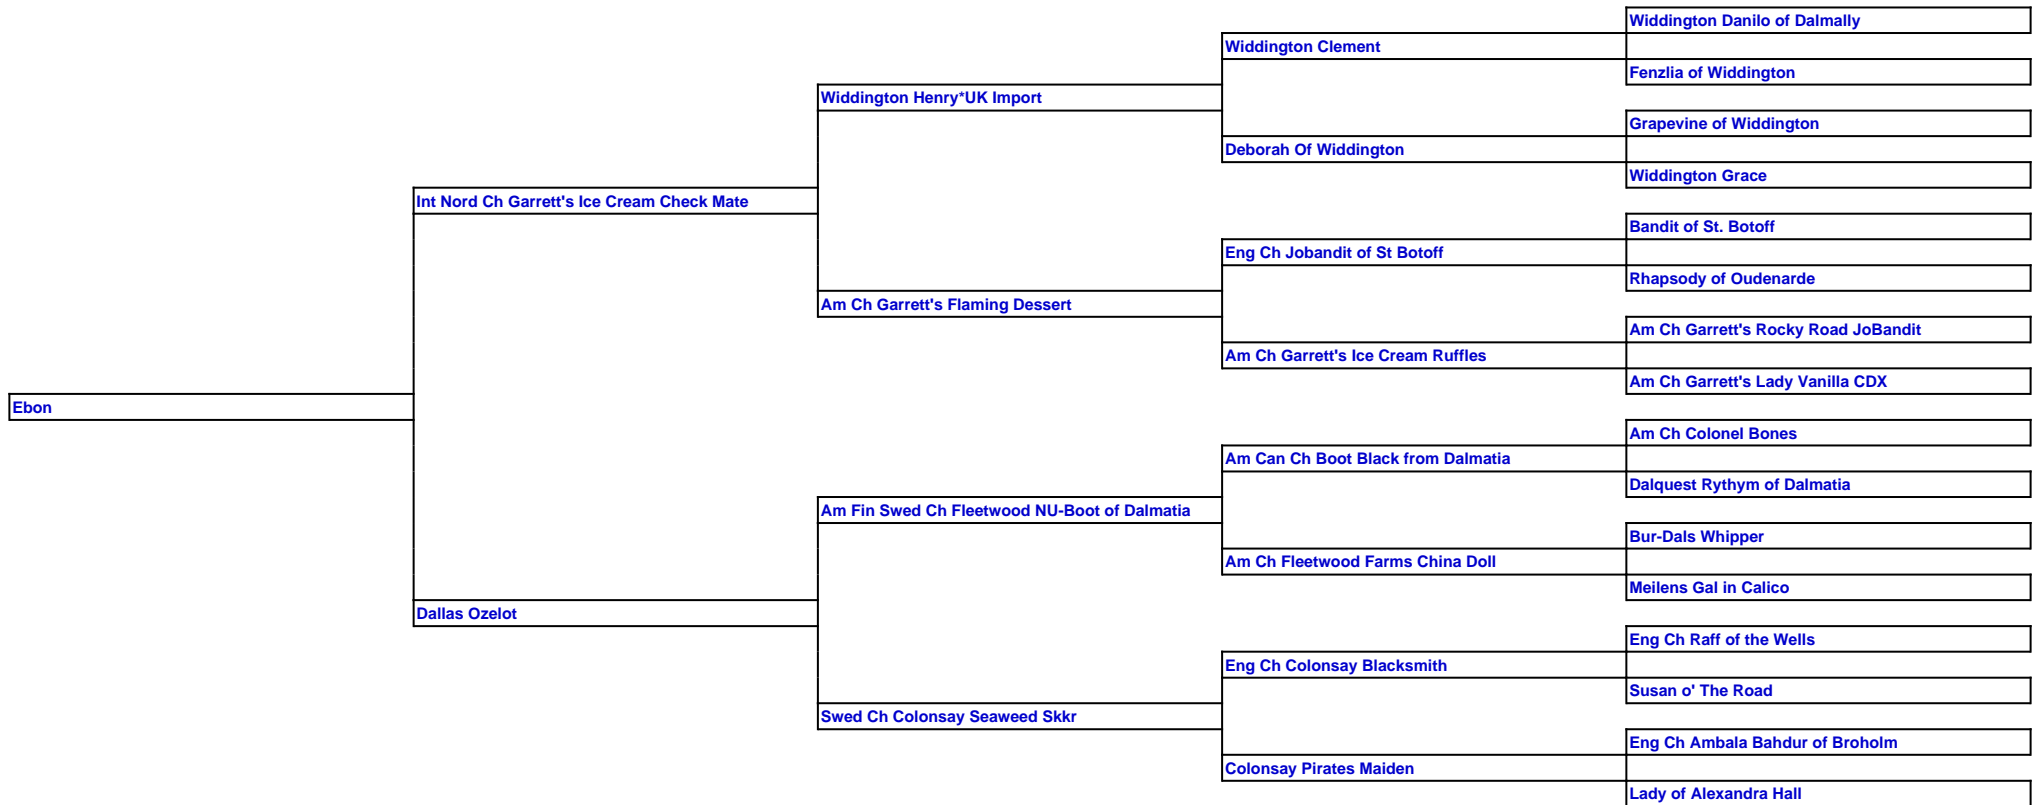 Widdington Danilo of Dalmally
Widdington Clement
Fenzlia of Widdington
Widdington Henry*UK Import
Grapevine of Widdington
Deborah Of Widdington
Widdington Grace
Int Nord Ch Garrett's Ice Cream Check Mate
Bandit of St. Botoff
Eng Ch Jobandit of St Botoff
Rhapsody of Oudenarde
Am Ch Garrett's Flaming Dessert
Am Ch Garrett's Rocky Road JoBandit
Am Ch Garrett's Ice Cream Ruffles
Am Ch Garrett's Lady Vanilla CDX
Ebon
Am Ch Colonel Bones
Am Can Ch Boot Black from Dalmatia
Dalquest Rythym of Dalmatia
Am Fin Swed Ch Fleetwood NU-Boot of Dalmatia
Bur-Dals Whipper
Am Ch Fleetwood Farms China Doll
Meilens Gal in Calico
Dallas Ozelot
Eng Ch Raff of the Wells
Eng Ch Colonsay Blacksmith
Susan o' The Road
Swed Ch Colonsay Seaweed Skkr
Eng Ch Ambala Bahdur of Broholm
Colonsay Pirates Maiden
Lady of Alexandra Hall